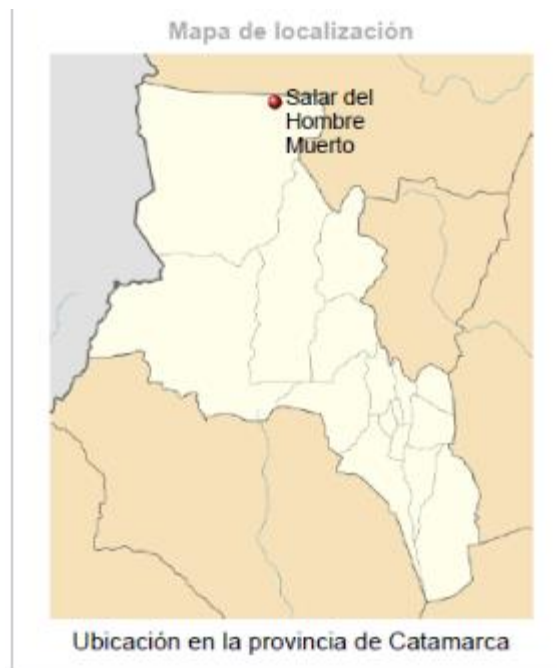 Mapa de localización
Salar del
Hombre
Muerto
Ubicación en la provincia de Catamarca